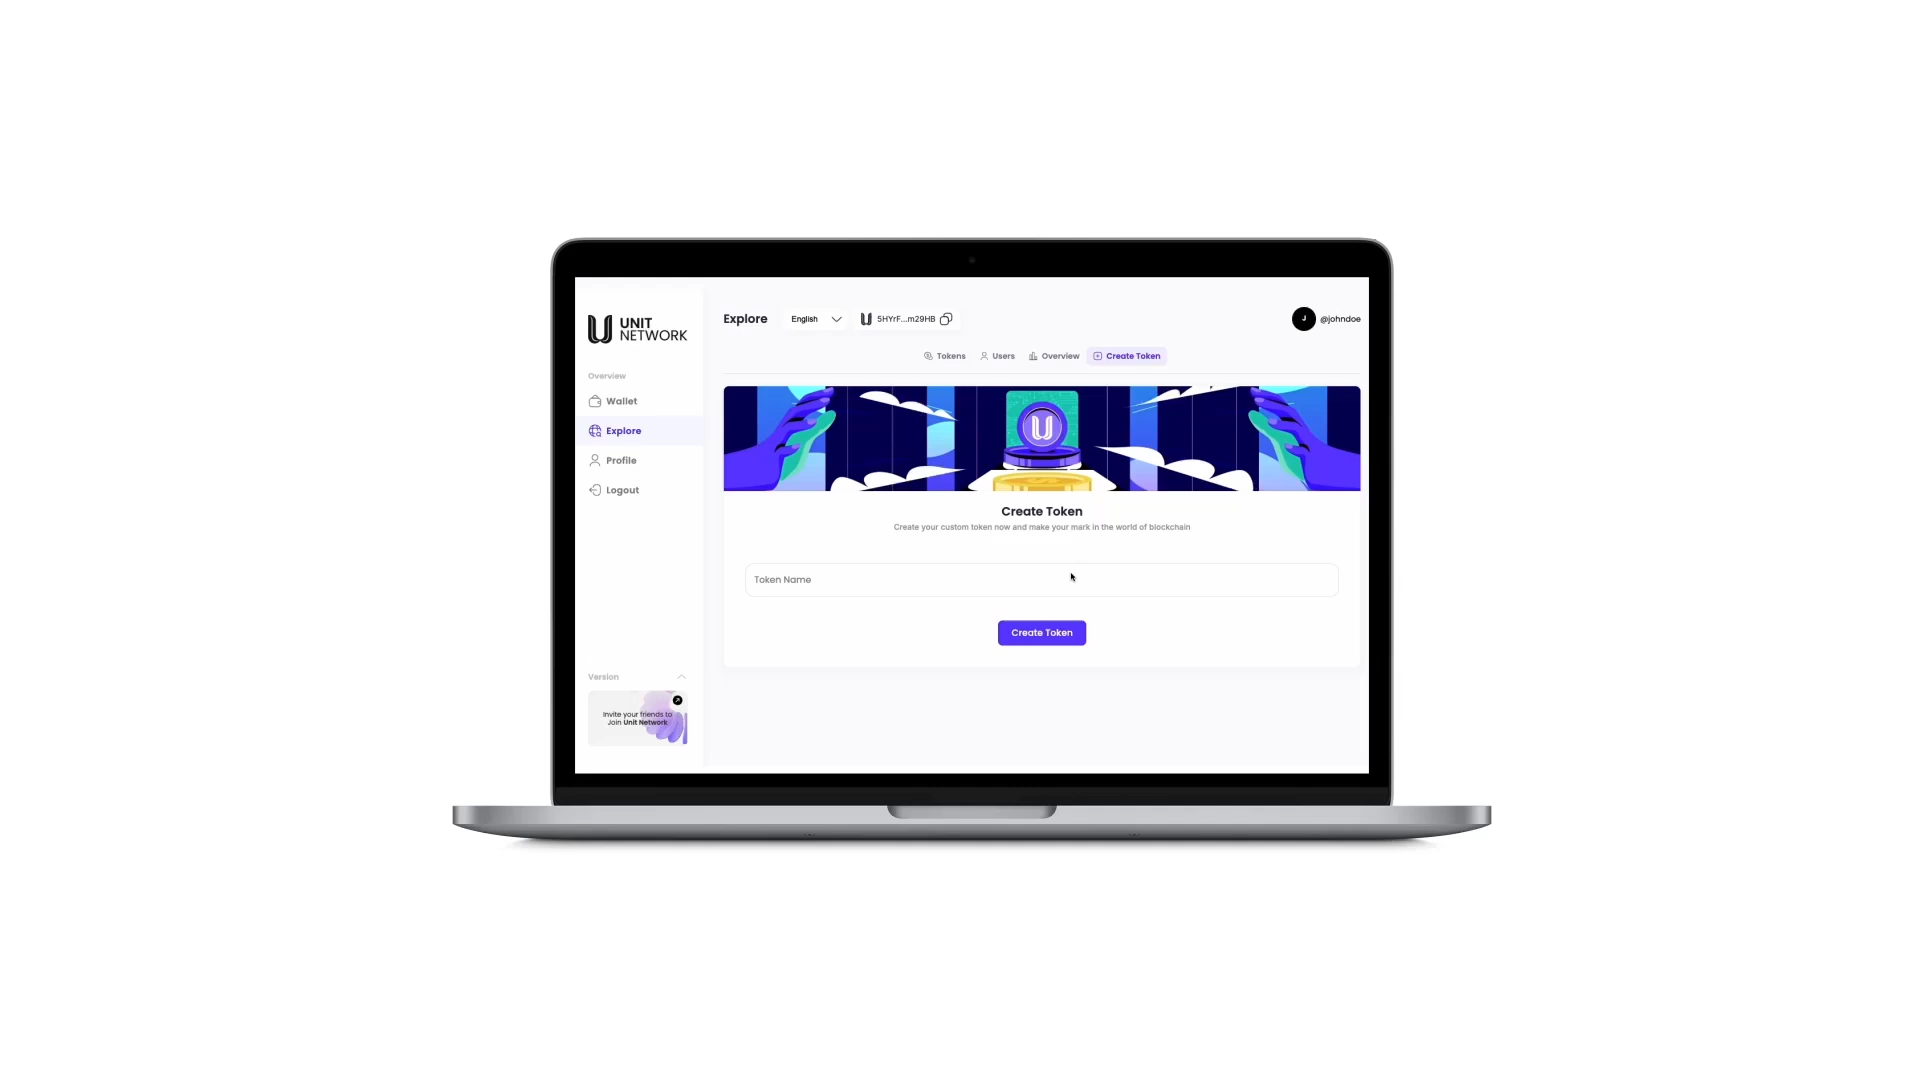 UNIT
NETWORK
Overview
Wallet
Explore
Profile
Logout
Version
Invite your friends to
Join Unit Network
Explore
English
5HYrF...m29HB
J
@johndoe
Tokens
Users
Overview
Create Token
Create Token
Create your custom token now and make your mark in the world of blockchain
Token Name
Create Token